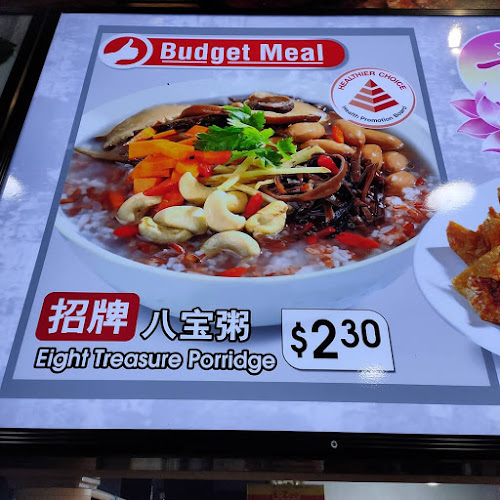 Budget Meal
HEALTHIER CHOICE
Health Promotion Board
招牌 八宝粥
Eight Treasure Porridge
$2.30